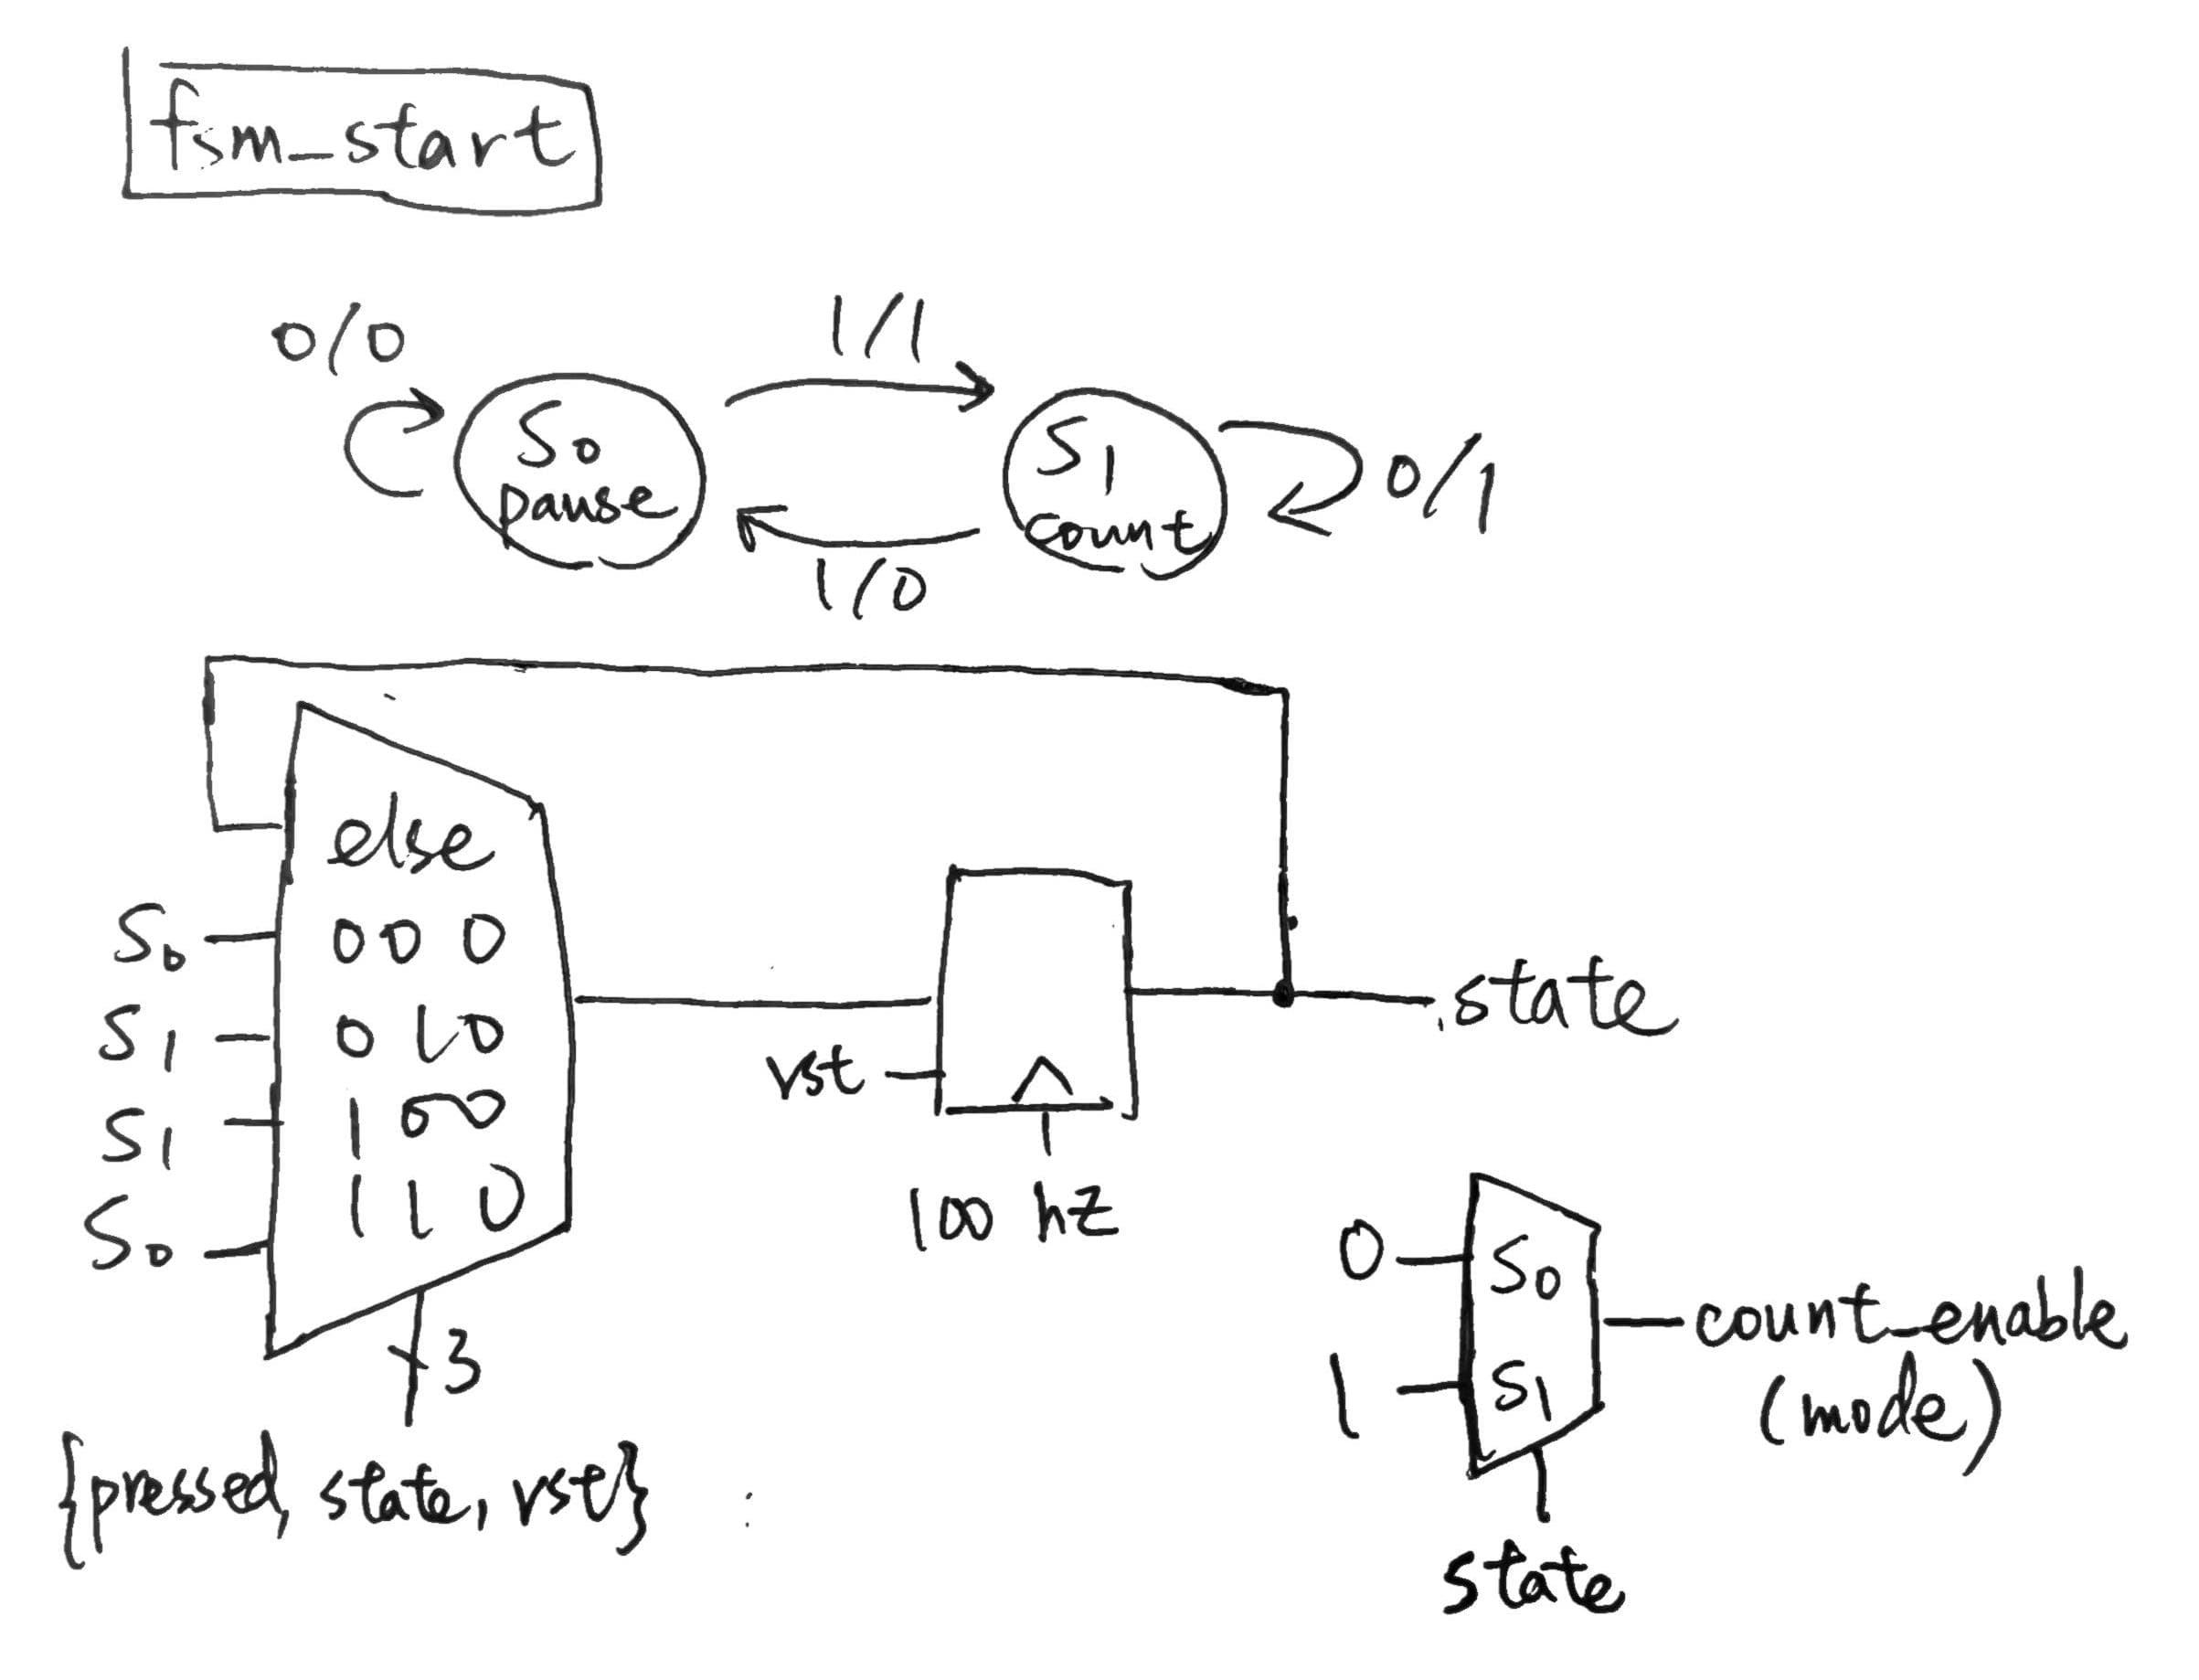 fsm_start
0/0
1/1
S0
pause
S1
count
0/1
1/0
else
S0 000
S1 010
S1 100
S0 110
3
{pressed, state, rst}
rst
100 hz
state
0 S0
1 S1
count_enable
(mode)
state